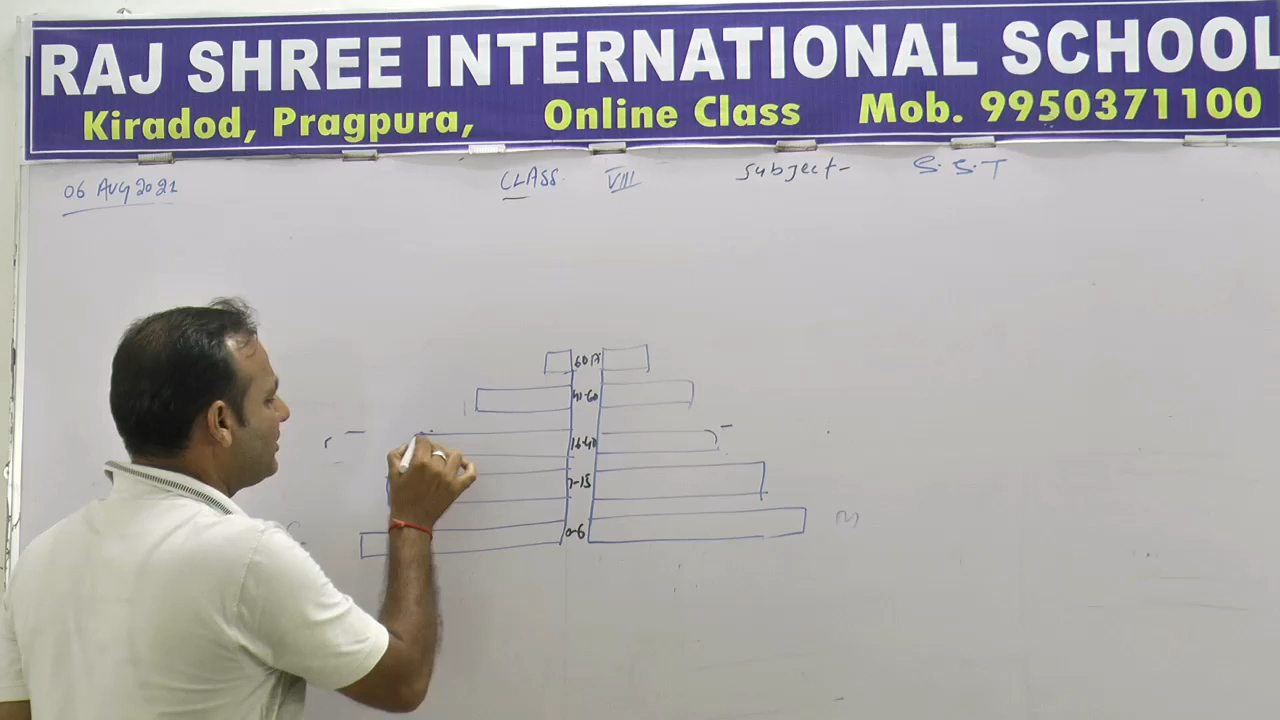 RAJ SHREE INTERNATIONAL SCHOOL
Kiradod, Pragpura, Online Class Mob. 9950371100
06 Aug 2021 CLASS. VIII Subject- S.S.T
41-60
16-40
7-15
0-6